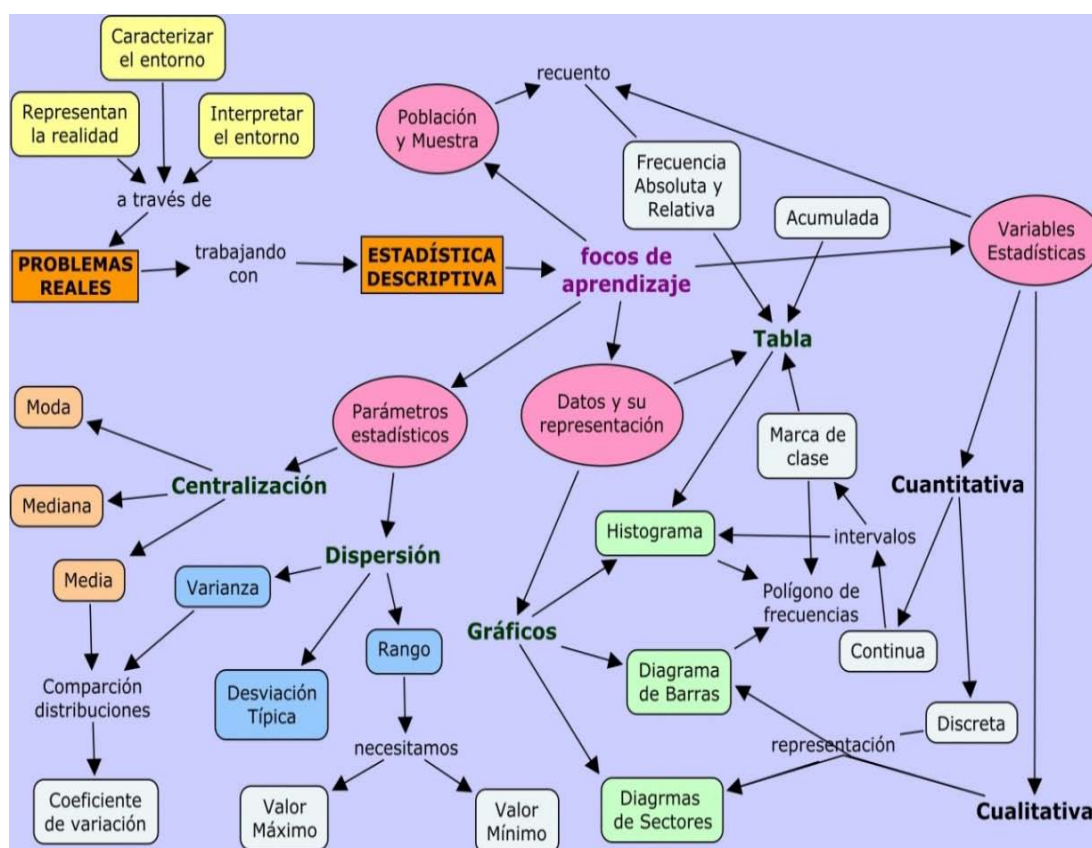 Caracterizar
el entorno
Representan
la realidad
Interpretar
el entorno
a través de
PROBLEMAS
REALES
trabajando
con
ESTADÍSTICA
DESCRIPTIVA
focos de
aprendizaje
recuento
Población
y Muestra
Frecuencia
Absoluta y
Relativa
Acumulada
Variables
Estadísticas
Tabla
Moda
Parámetros
estadísticos
Datos y su
representación
Marca de
clase
Centralización
Mediana
Cuantitativa
Histograma
intervalos
Dispersión
Media
Varianza
Polígono de
frecuencias
Gráficos
Rango
Continua
Comparción
distribuciones
Desviación
Típica
Diagrama
de Barras
Discreta
necesitamos
representación
Coeficiente
de variación
Valor
Máximo
Valor
Mínimo
Diagrmas
de Sectores
Cualitativa